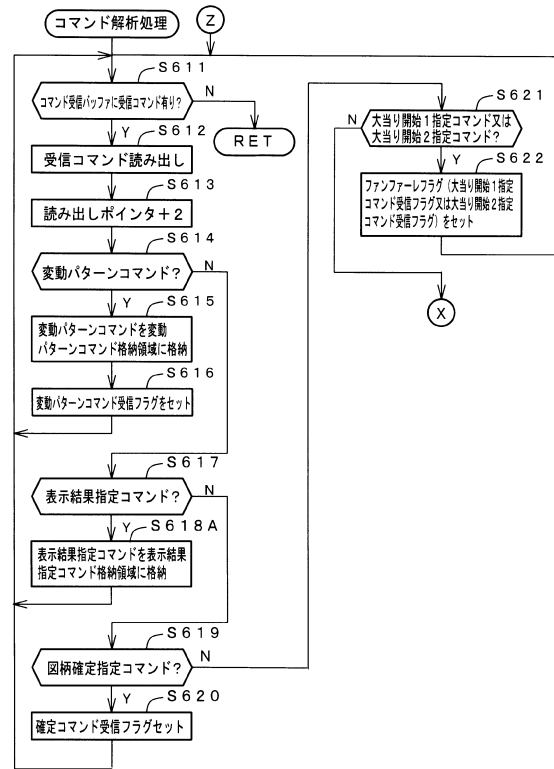 コマンド解析処理
Z
S611
コマンド受信バッファに受信コマンド有り?
N
RET
Y
S612
受信コマンド読み出し
S613
読み出しポインタ+2
S614
変動パターンコマンド?
N
Y
S615
変動パターンコマンドを変動
パターンコマンド格納領域に格納
S616
変動パターンコマンド受信フラグをセット
S617
表示結果指定コマンド?
N
Y
S618A
表示結果指定コマンドを表示結果
指定コマンド格納領域に格納
S619
図柄確定指定コマンド?
N
Y
S620
確定コマンド受信フラグセット
S621
大当り開始1指定コマンド又は
大当り開始2指定コマンド?
N
Y
S622
ファンファーレフラグ(大当り開始1指定
コマンド受信フラグ又は大当り開始2指定
コマンド受信フラグ)をセット
X